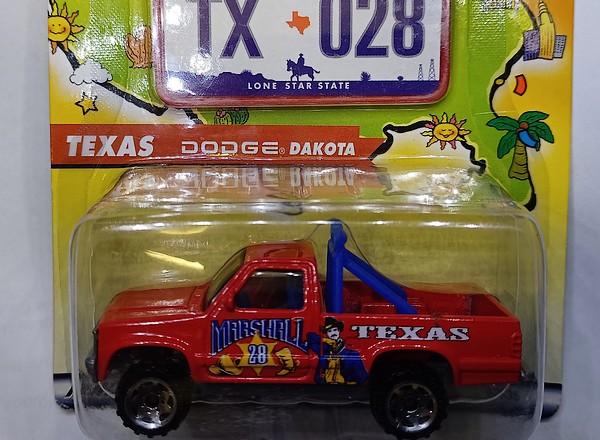 TX 028
LONE STAR STATE
TEXAS DODGE® DAKOTA
MARSHALL
28
TEXAS